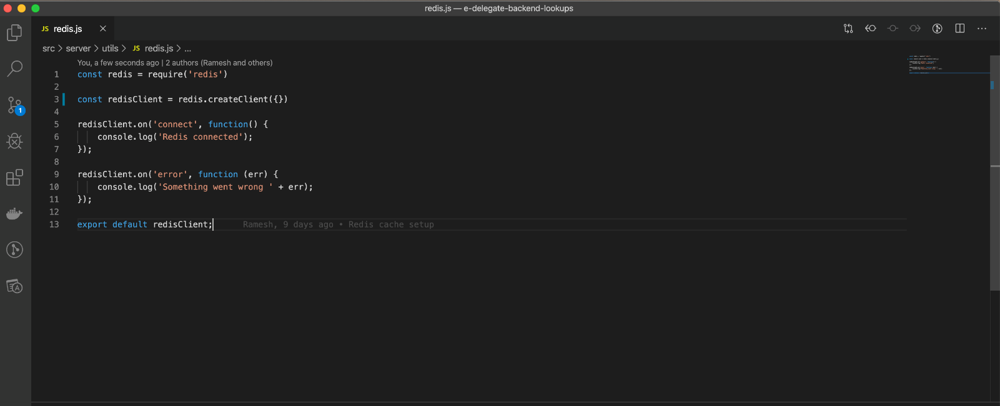 redis.js — e-delegate-backend-lookups
JS redis.js
src > server > utils > JS redis.js > ...
You, a few seconds ago | 2 authors (Ramesh and others)
1 const redis = require('redis')
2
3 const redisClient = redis.createClient({})
4
5 redisClient.on('connect', function() {
6 console.log('Redis connected');
7 });
8
9 redisClient.on('error', function (err) {
10 console.log('Something went wrong ' + err);
11 });
12
13 export default redisClient; Ramesh, 9 days ago • Redis cache setup
1